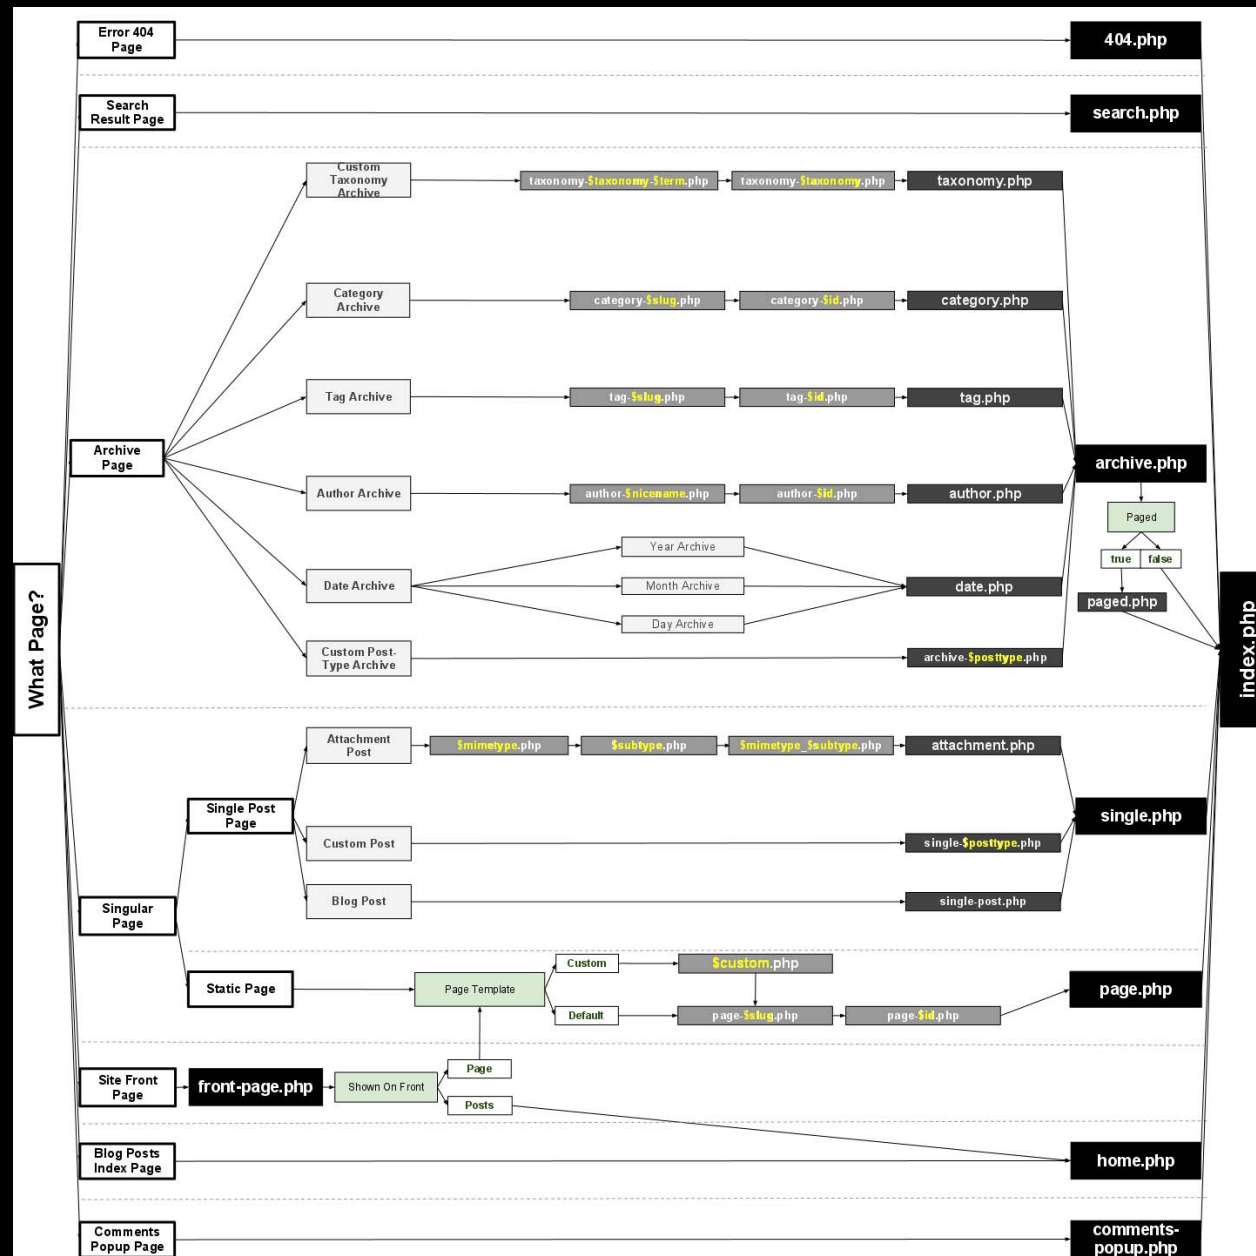 Error 404
Page
404.php
Search
Result Page
search.php
Custom
Taxonomy
Archive
taxonomy-$taxonomy-$term.php
taxonomy-$taxonomy.php
taxonomy.php
Category
Archive
category-$slug.php
category-$id.php
category.php
Tag Archive
tag-$slug.php
tag-$id.php
tag.php
Archive
Page
archive.php
Author Archive
author-$nicename.php
author-$id.php
author.php
Paged
true
false
paged.php
Date Archive
Year Archive
Month Archive
Day Archive
date.php
Custom Post-
Type Archive
archive-$posttype.php
What Page?
index.php
Attachment
Post
$mimetype.php
$subtype.php
$mimetype_$subtype.php
attachment.php
Single Post
Page
single.php
Custom Post
single-$posttype.php
Blog Post
single-post.php
Singular
Page
Static Page
Page Template
Custom
$custom.php
Default
page-$slug.php
page-$id.php
page.php
Site Front
Page
front-page.php
Shown On Front
Page
Posts
Blog Posts
Index Page
home.php
Comments
Popup Page
comments-
popup.php